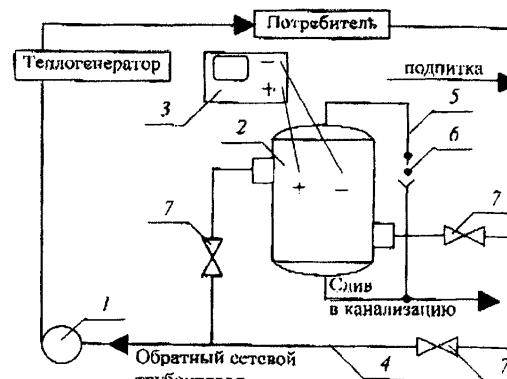 Потребитель
Теплогенератор
подпитка
3
2
5
6
7
7
+
−
+
−
Слив
в канализацию
1
Обратный сетевой
4
7